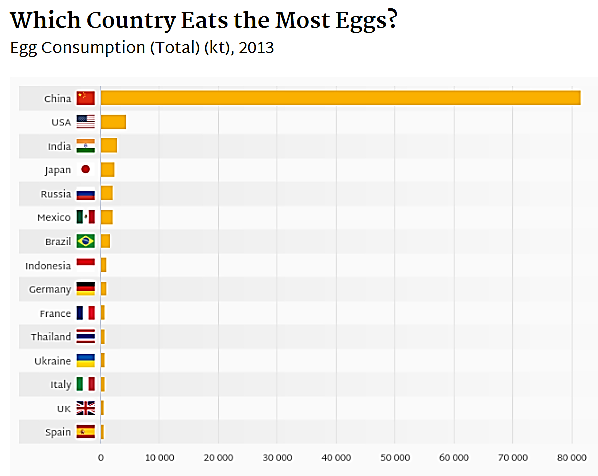 Which Country Eats the Most Eggs?
Egg Consumption (Total) (kt), 2013
China
USA
India
Japan
Russia
Mexico
Brazil
Indonesia
Germany
France
Thailand
Ukraine
Italy
UK
Spain
0 10 000 20 000 30 000 40 000 50 000 60 000 70 000 80 000